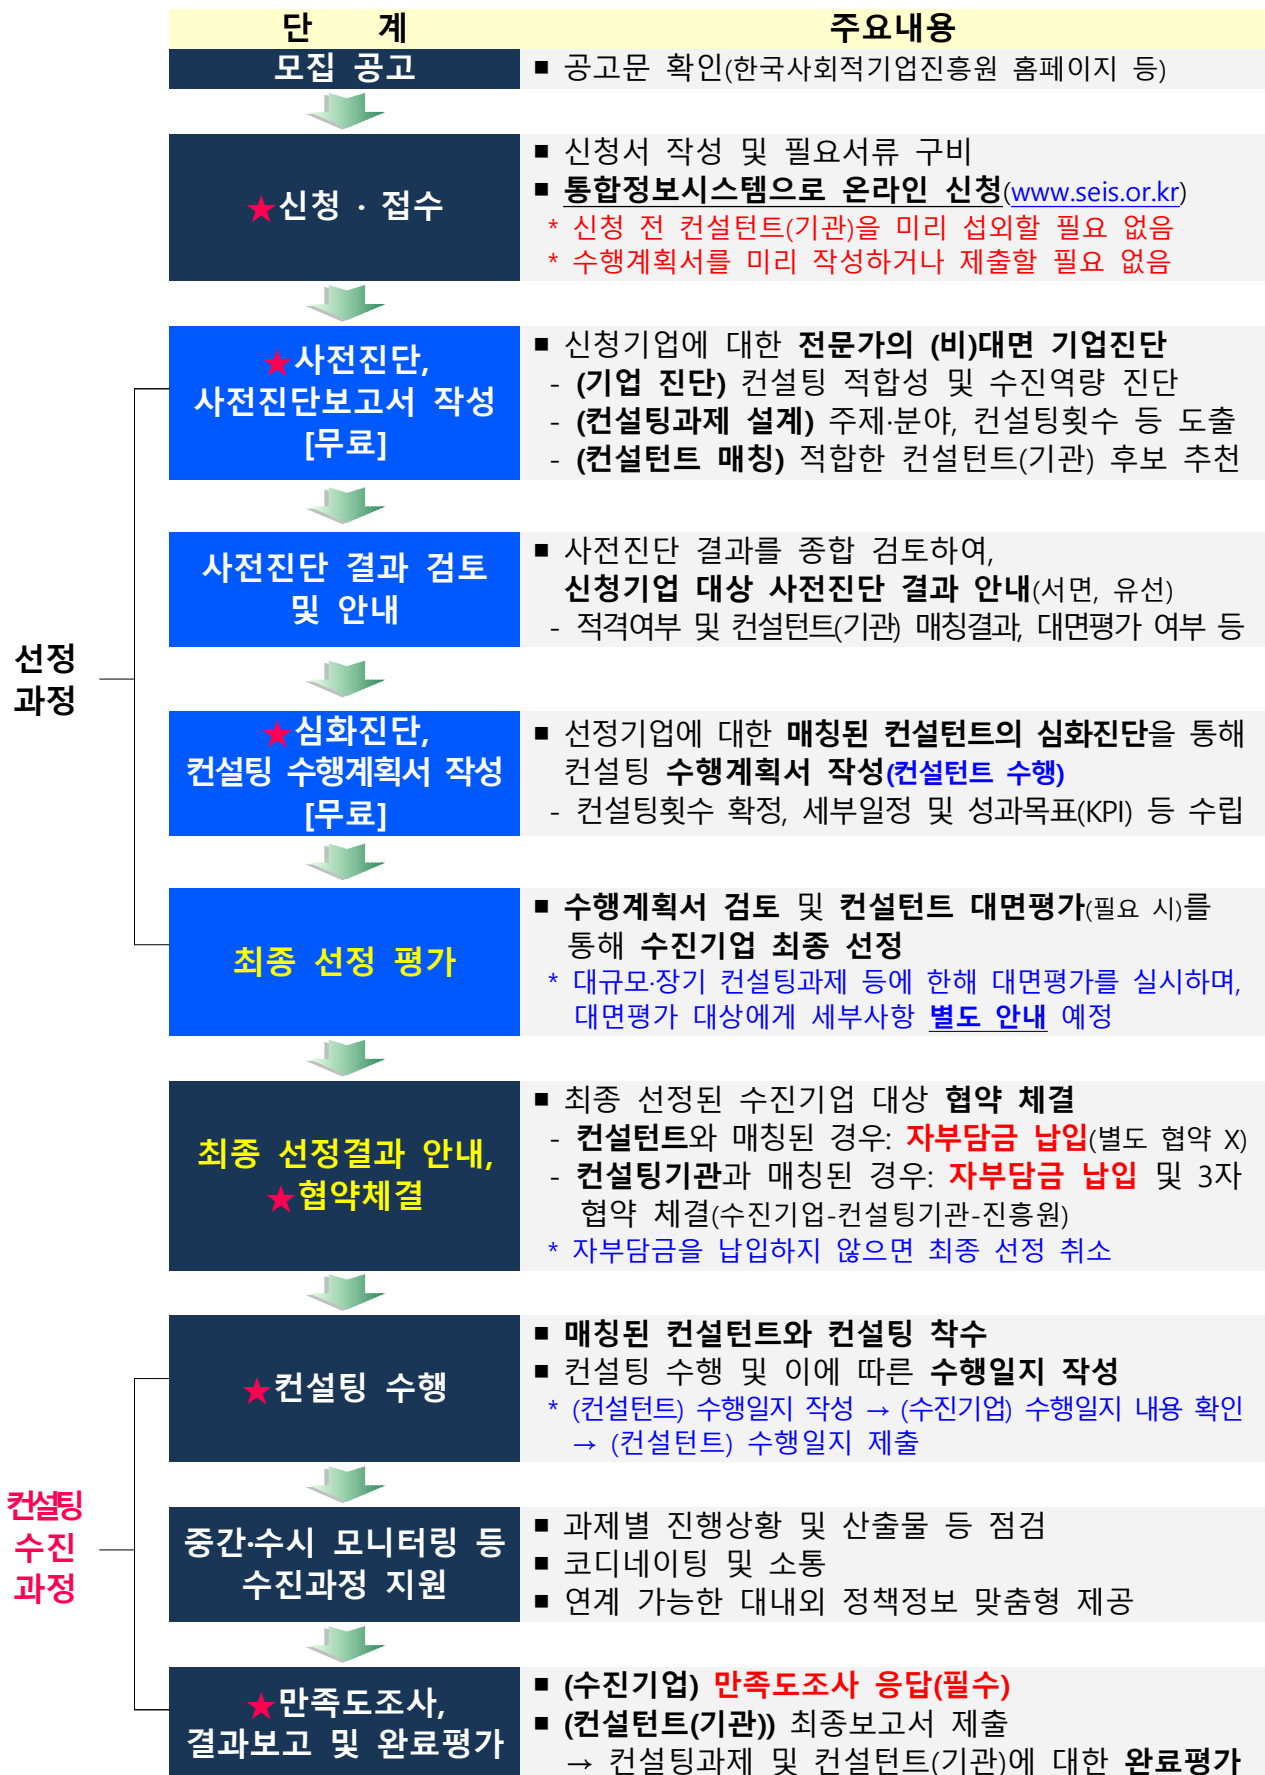 단 계 주요내용
모집 공고
■ 공고문 확인(한국사회적기업진흥원 홈페이지 등)
★신청 · 접수
■ 신청서 작성 및 필요서류 구비
■ 통합정보시스템으로 온라인 신청(www.seis.or.kr)
* 신청 전 컨설턴트(기관)을 미리 섭외할 필요 없음
* 수행계획서를 미리 작성하거나 제출할 필요 없음
선정
과정
★사전진단,
사전진단보고서 작성
[무료]
■ 신청기업에 대한 전문가의 (비)대면 기업진단
- (기업 진단) 컨설팅 적합성 및 수진역량 진단
- (컨설팅과제 설계) 주제·분야, 컨설팅횟수 등 도출
- (컨설턴트 매칭) 적합한 컨설턴트(기관) 후보 추천
사전진단 결과 검토
및 안내
■ 사전진단 결과를 종합 검토하여,
신청기업 대상 사전진단 결과 안내(서면, 유선)
- 적격여부 및 컨설턴트(기관) 매칭결과, 대면평가 여부 등
★심화진단,
컨설팅 수행계획서 작성
[무료]
■ 선정기업에 대한 매칭된 컨설턴트의 심화진단을 통해
컨설팅 수행계획서 작성(컨설턴트 수행)
- 컨설팅횟수 확정, 세부일정 및 성과목표(KPI) 등 수립
최종 선정 평가
■ 수행계획서 검토 및 컨설턴트 대면평가(필요 시)를
통해 수진기업 최종 선정
* 대규모·장기 컨설팅과제 등에 한해 대면평가를 실시하며,
대면평가 대상에게 세부사항 별도 안내 예정
최종 선정결과 안내,
★협약체결
■ 최종 선정된 수진기업 대상 협약 체결
- 컨설턴트와 매칭된 경우: 자부담금 납입(별도 협약 X)
- 컨설팅기관과 매칭된 경우: 자부담금 납입 및 3자
협약 체결(수진기업-컨설팅기관-진흥원)
* 자부담금을 납입하지 않으면 최종 선정 취소
컨설팅
수진
과정
★컨설팅 수행
■ 매칭된 컨설턴트와 컨설팅 착수
■ 컨설팅 수행 및 이에 따른 수행일지 작성
* (컨설턴트) 수행일지 작성 → (수진기업) 수행일지 내용 확인
→ (컨설턴트) 수행일지 제출
중간·수시 모니터링 등
수진과정 지원
■ 과제별 진행상황 및 산출물 등 점검
■ 코디네이팅 및 소통
■ 연계 가능한 대내외 정책정보 맞춤형 제공
★만족도조사,
결과보고 및 완료평가
■ (수진기업) 만족도조사 응답(필수)
■ (컨설턴트(기관)) 최종보고서 제출
→ 컨설팅과제 및 컨설턴트(기관)에 대한 완료평가